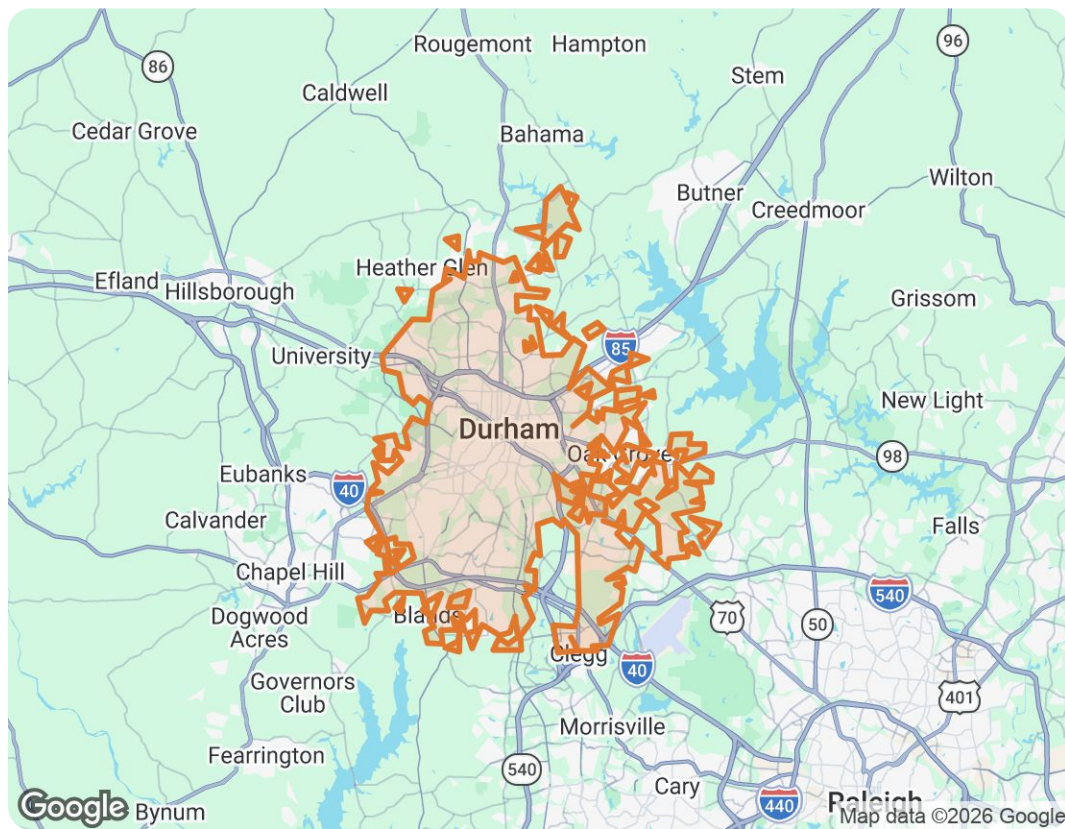 Rougemont
Hampton
96
86
Stem
Caldwell
Cedar Grove
Bahama
Wilton
Butner
Creedmoor
Heather Glen
Efland
Hillsborough
Grissom
University
85
New Light
Durham
Oak Grove
98
Eubanks
40
Calvander
Falls
Chapel Hill
540
Dogwood
Acres
Blands
70
50
Clegg
40
Governors
Club
401
Morrisville
Fearrington
540
Cary
440
Raleigh
Google
Bynum
Map data ©2026 Google